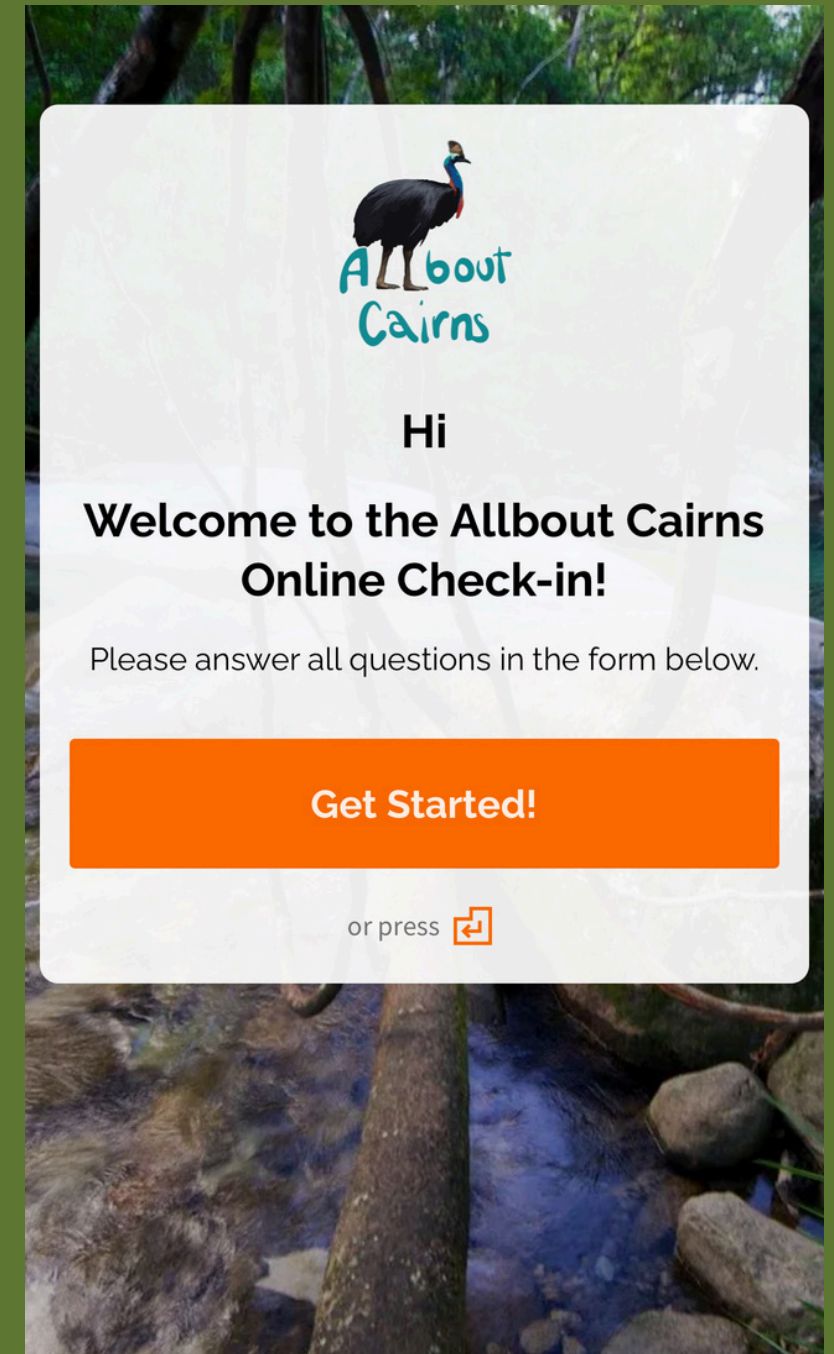 Allbout
Cairns
Hi
Welcome to the Allbout Cairns
Online Check-in!
Please answer all questions in the form below.
Get Started!
or press